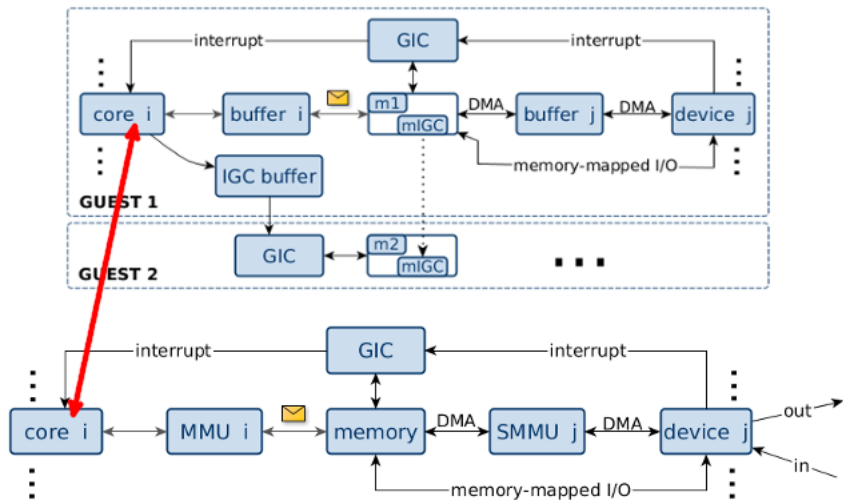 interrupt GIC interrupt
m1 DMA DMA
core i buffer i mIGC buffer j device j
memory-mapped I/O
IGC buffer
GUEST 1
GIC m2 mIGC
GUEST 2
interrupt GIC interrupt
core i MMU i memory DMA SMMU j DMA device j out
in
memory-mapped I/O